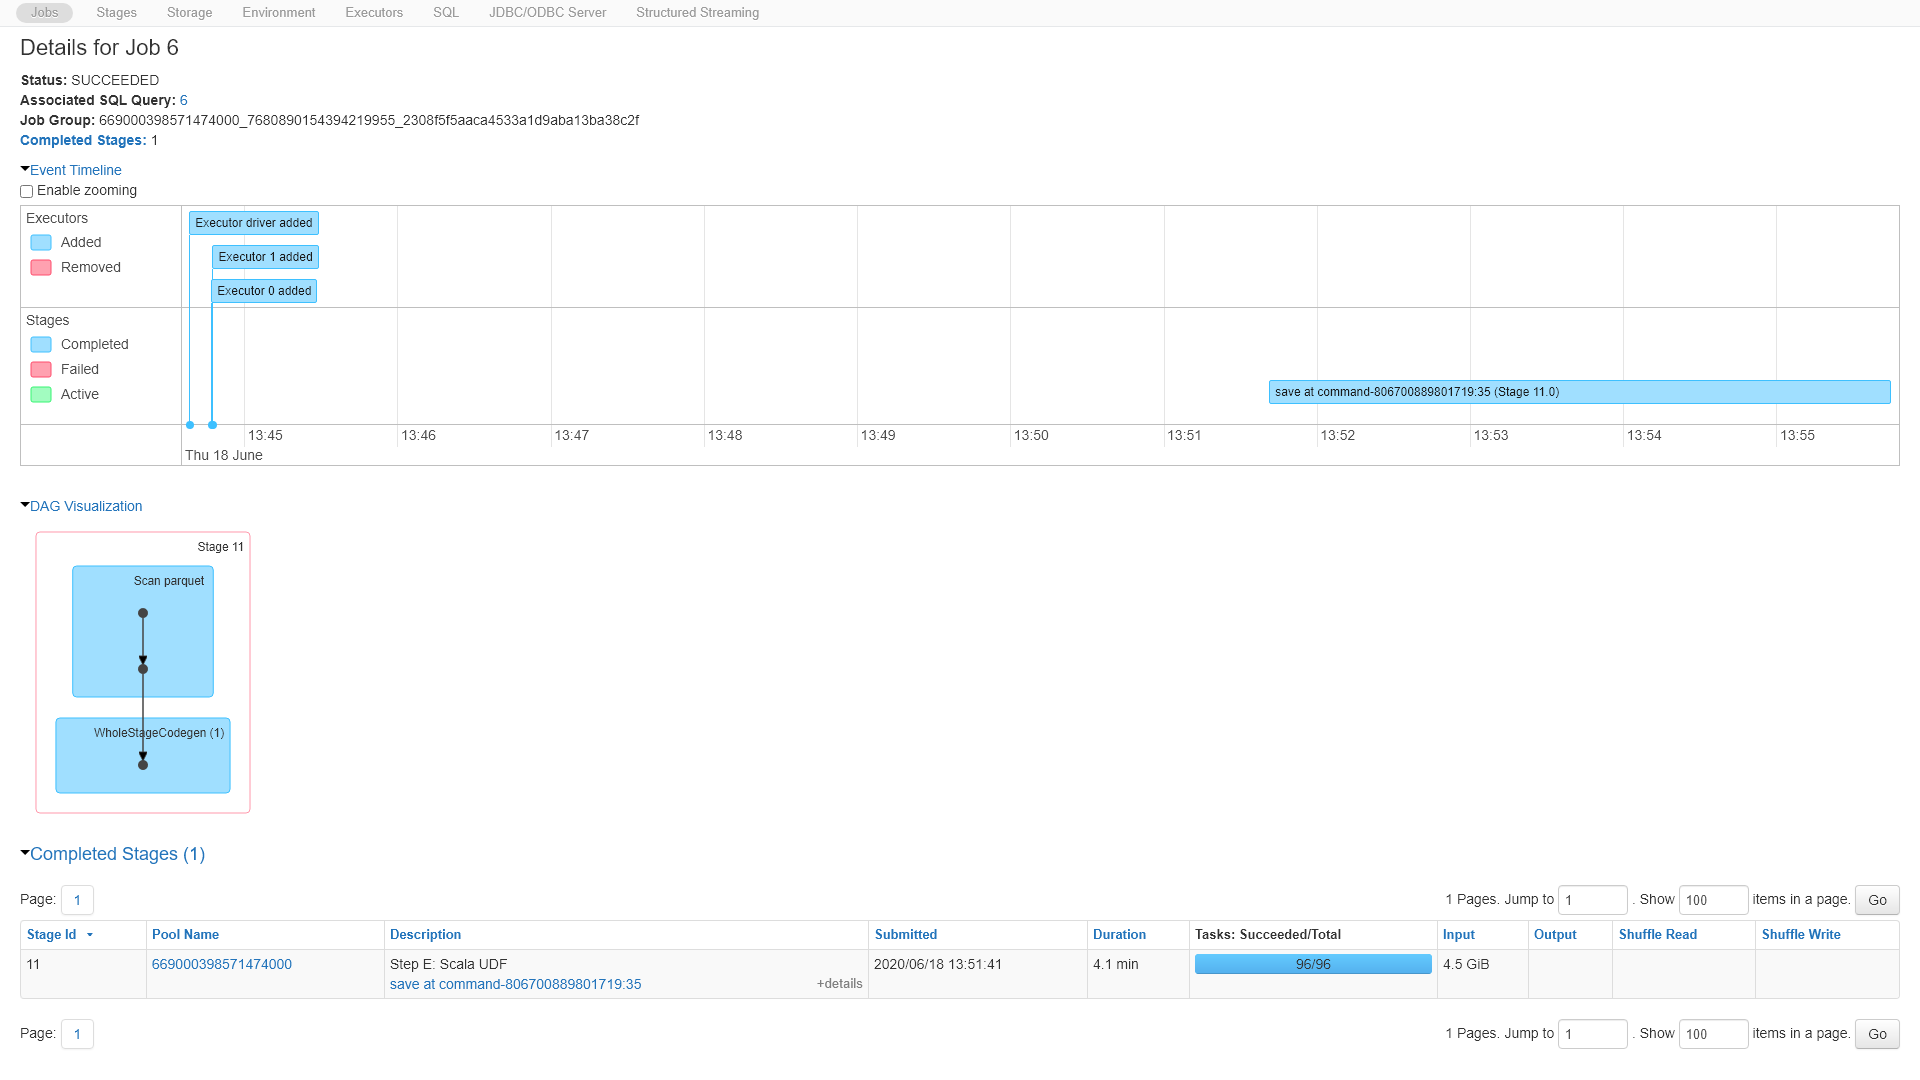 Jobs Stages Storage Environment Executors SQL JDBC/ODBC Server Structured Streaming
Details for Job 6
Status: SUCCEEDED
Associated SQL Query: 6
Job Group: 669000398571474000_7680890154394219955_2308f5f5aaca4533a1d9aba13ba38c2f
Completed Stages: 1
Event Timeline
Enable zooming
Executors
Added
Removed
Executor driver added
Executor 1 added
Executor 0 added
Stages
Completed
Failed
Active
save at command-806700889801719:35 (Stage 11.0)
13:45 13:46 13:47 13:48 13:49 13:50 13:51 13:52 13:53 13:54 13:55
Thu 18 June
DAG Visualization
Stage 11
Scan parquet
WholeStageCodegen (1)
Completed Stages (1)
Page: 1 1 Pages. Jump to 1 . Show 100 items in a page. Go
Stage Id Pool Name Description Submitted Duration Tasks: Succeeded/Total Input Output Shuffle Read Shuffle Write
11 669000398571474000 Step E: Scala UDF 2020/06/18 13:51:41 4.1 min 96/96 4.5 GiB
save at command-806700889801719:35 +details
Page: 1 1 Pages. Jump to 1 . Show 100 items in a page. Go